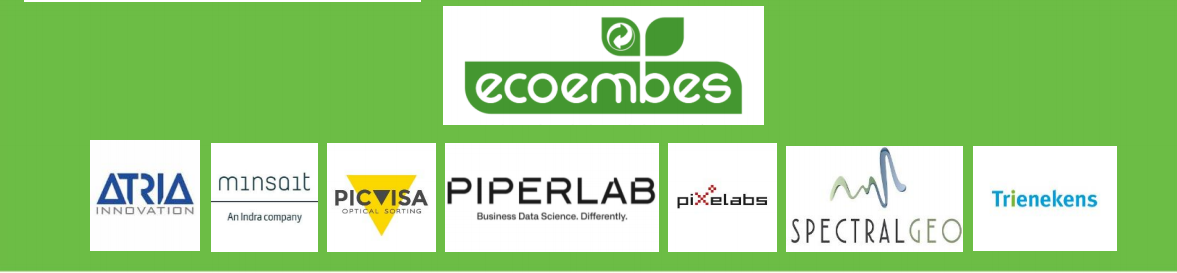 ecoembes
ATRIA
INNOVATION
minsait
An Indra company
PICVISA
OPTICAL SORTING
PIPERLAB
Business Data Science. Differently.
pixelabs
SPECTRALGEO
Trienekens